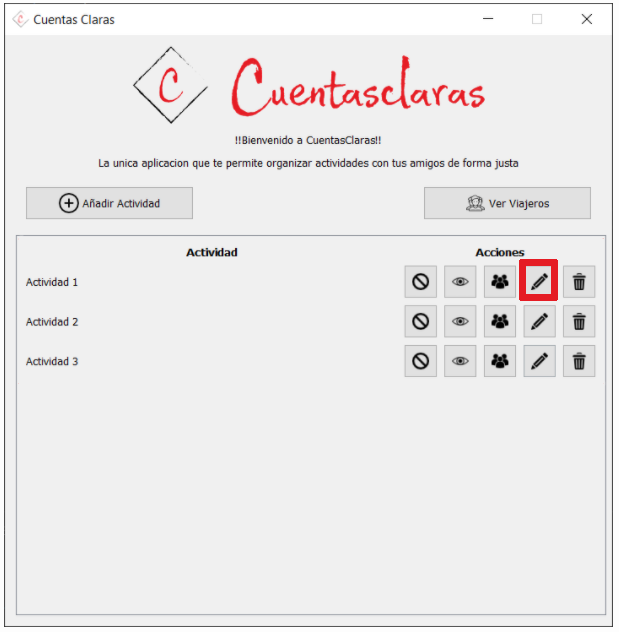 Cuentas Claras
C Cuentasclaras
!!Bienvenido a CuentasClaras!!
La unica aplicacion que te permite organizar actividades con tus amigos de forma justa
Añadir Actividad
Ver Viajeros
Actividad Acciones
Actividad 1
Actividad 2
Actividad 3